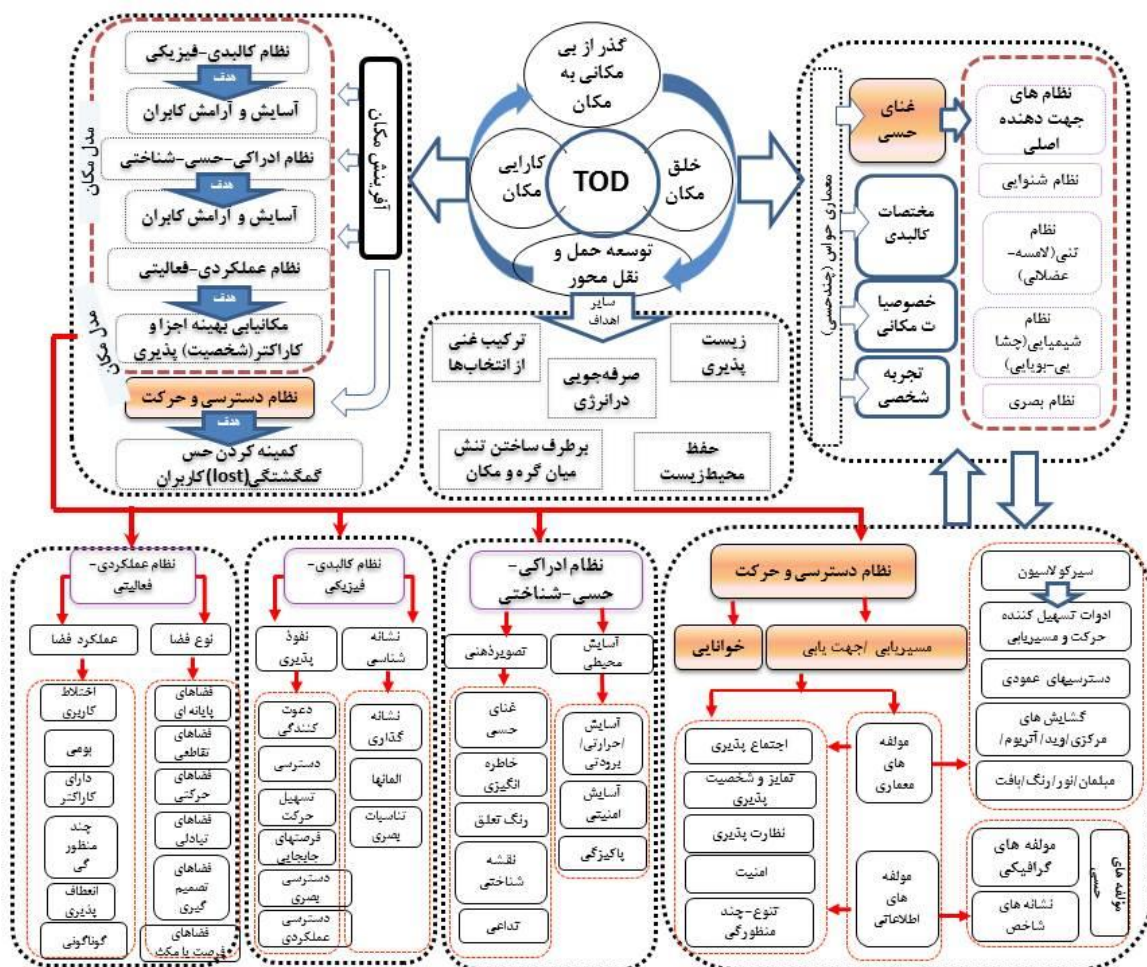 گذر از بی
مکانی به
مکان
کارایی
مکان
TOD
خلق
مکان
توسعه حمل و
نقل محور
سایر
اهداف
ترکیب غنی
از انتخاب‌ها
زیست
پذیری
صرفه‌جویی
درانرژی
برطرف ساختن تنش
میان گره و مکان
حفظ
محیط‌زیست
آفرینش مکان
مدل مکان
مدل مکان
نظام کالبدی-فیزیکی
هدف
آسایش و آرامش کابران
نظام ادراکی-حسی-شناختی
هدف
آسایش و آرامش کابران
نظام عملکردی-فعالیتی
هدف
مکانیابی بهینه اجزا و
کاراکتر(شخصیت) پذیری
نظام دسترسی و حرکت
هدف
کمینه کردن حس
گمگشتگی(lost)کاربران
معماری حواس (چندحسی)
غنای
حسی
مختصات
کالبدی
خصوصیا
ت مکانی
تجربه
شخصی
نظام های
جهت دهنده
اصلی
نظام شنوایی
نظام
تنی(لامسه-
عضلانی)
نظام
شیمیایی(چشا
یی-بویایی)
نظام بصری
نظام دسترسی و حرکت
خوانایی
مسیریابی /جهت یابی
اجتماع پذیری
تمایز و شخصیت
پذیری
نظارت پذیری
امنیت
تنوع-چند
منظورگی
مولفه
های
معماری
مولفه
های
اطلاعاتی
سیرکولاسیون
ادوات تسهیل کننده
حرکت و مسیریابی
دسترسیهای عمودی
گشایش های
مرکزی/وید/آتریوم/
مبلمان/نور/رنگ/بافت
مولفه های
گرافیکی
نشانه های
شاخص
مؤلفه های
حسی
نظام ادراکی-
حسی-شناختی
تصویرذهنی
آسایش
محیطی
غنای
حسی
خاطره
انگیزی
رنگ تعلق
نقشه
شناختی
تداعی
آسایش
/حرارتی/
برودتی
آسایش
امنیتی
پاکیزگی
نظام کالبدی-
فیزیکی
نفوذ
پذیری
نشانه
شناسی
دعوت
کنندگی
دسترسی
تسهیل
حرکت
فرصتهای
جابجایی
دسترسی
بصری
دسترسی
عملکردی
نشانه
گذاری
المانها
تناسبات
بصری
نظام عملکردی-
فعالیتی
عملکرد فضا
نوع فضا
اختلاط
کاربری
بومی
دارای
کاراکتر
چند
منظور
گی
انعطاف
پذیری
گوناگونی
فضاهای
پایانه ای
فضاهای
تقاطعی
فضاهای
حرکتی
فضاهای
تبادلی
فضاهای
تصمیم
گیری
فضاهای
فرصت یا مکث